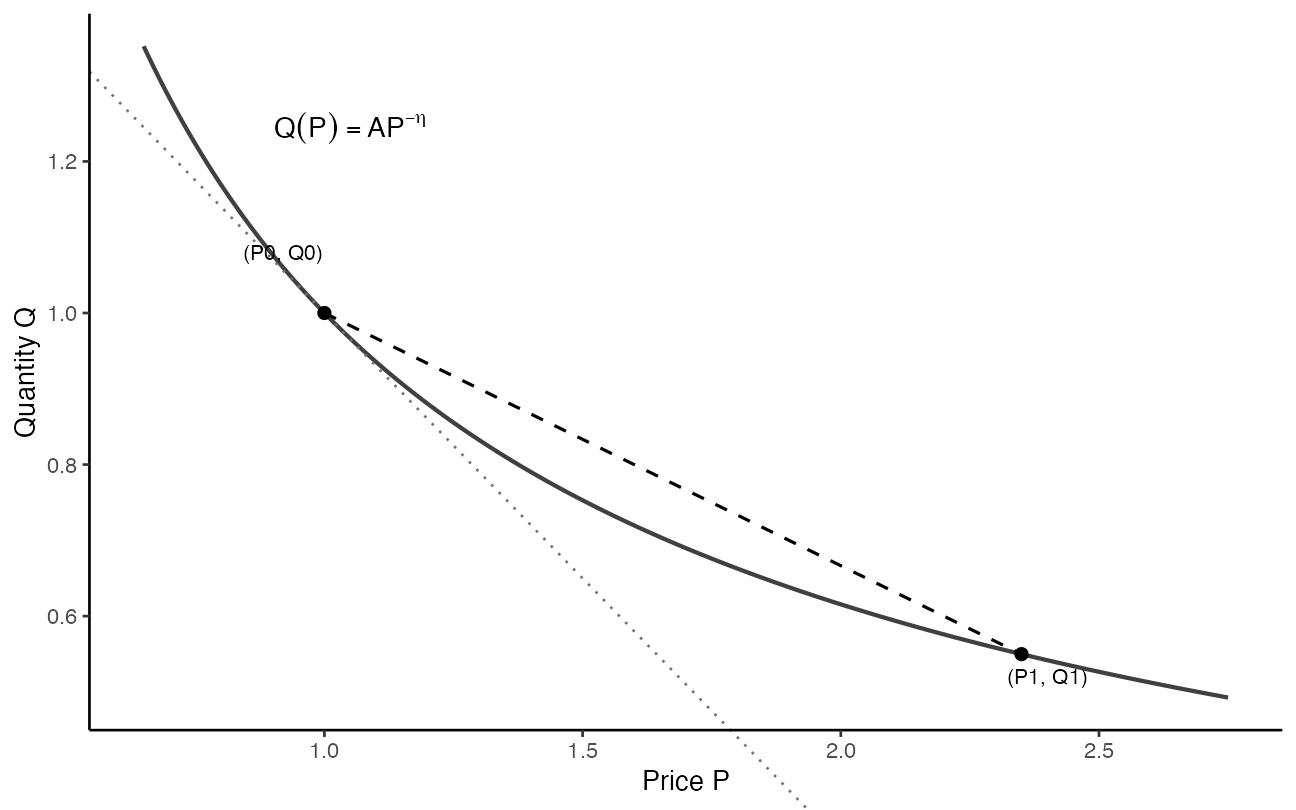 Q(P) = AP⁻ᶯ
1.2
(P0, Q0)
1.0
Quantity Q
0.8
0.6
(P1, Q1)
1.0 1.5 2.0 2.5
Price P